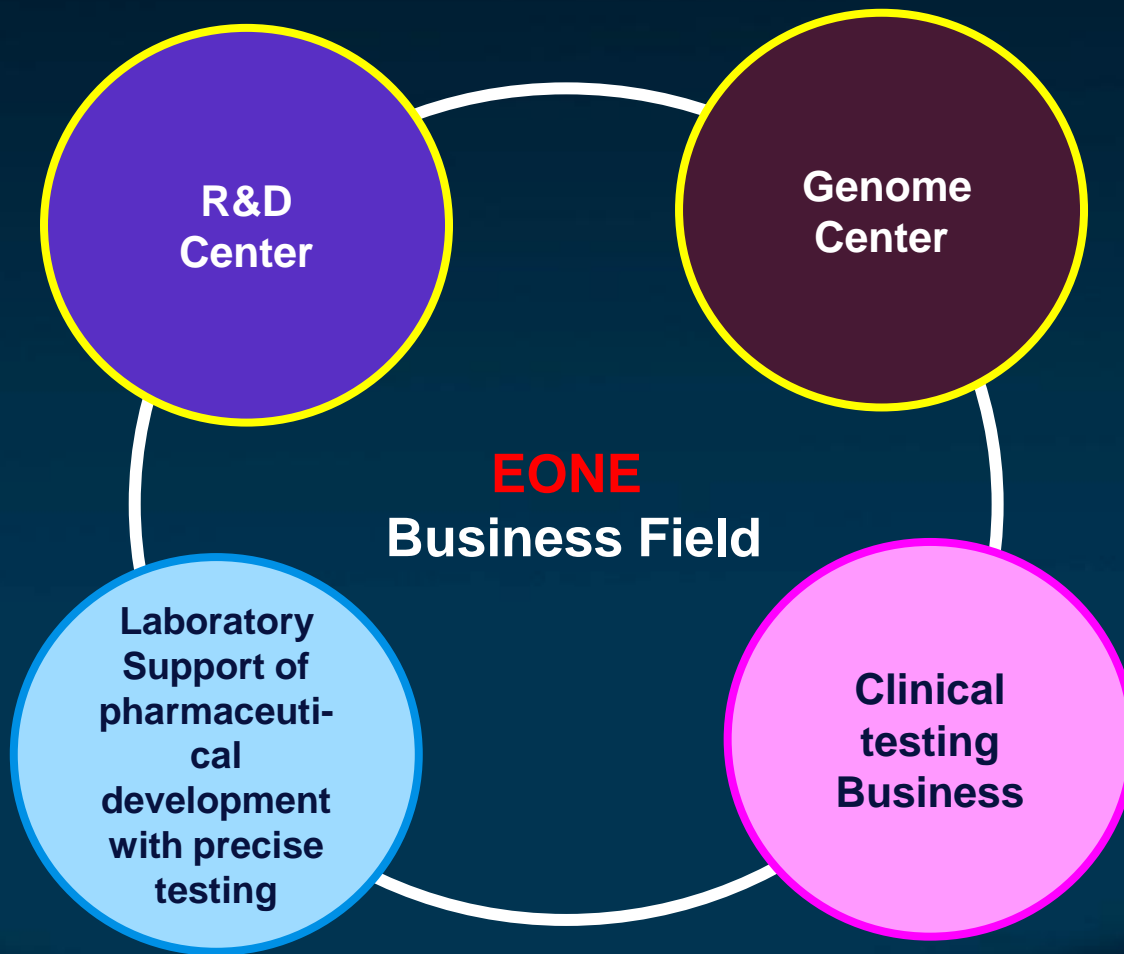 R&D
Center
Genome
Center
EONE
Business Field
Laboratory
Support of
pharmaceuti-
cal
development
with precise
testing
Clinical
testing
Business